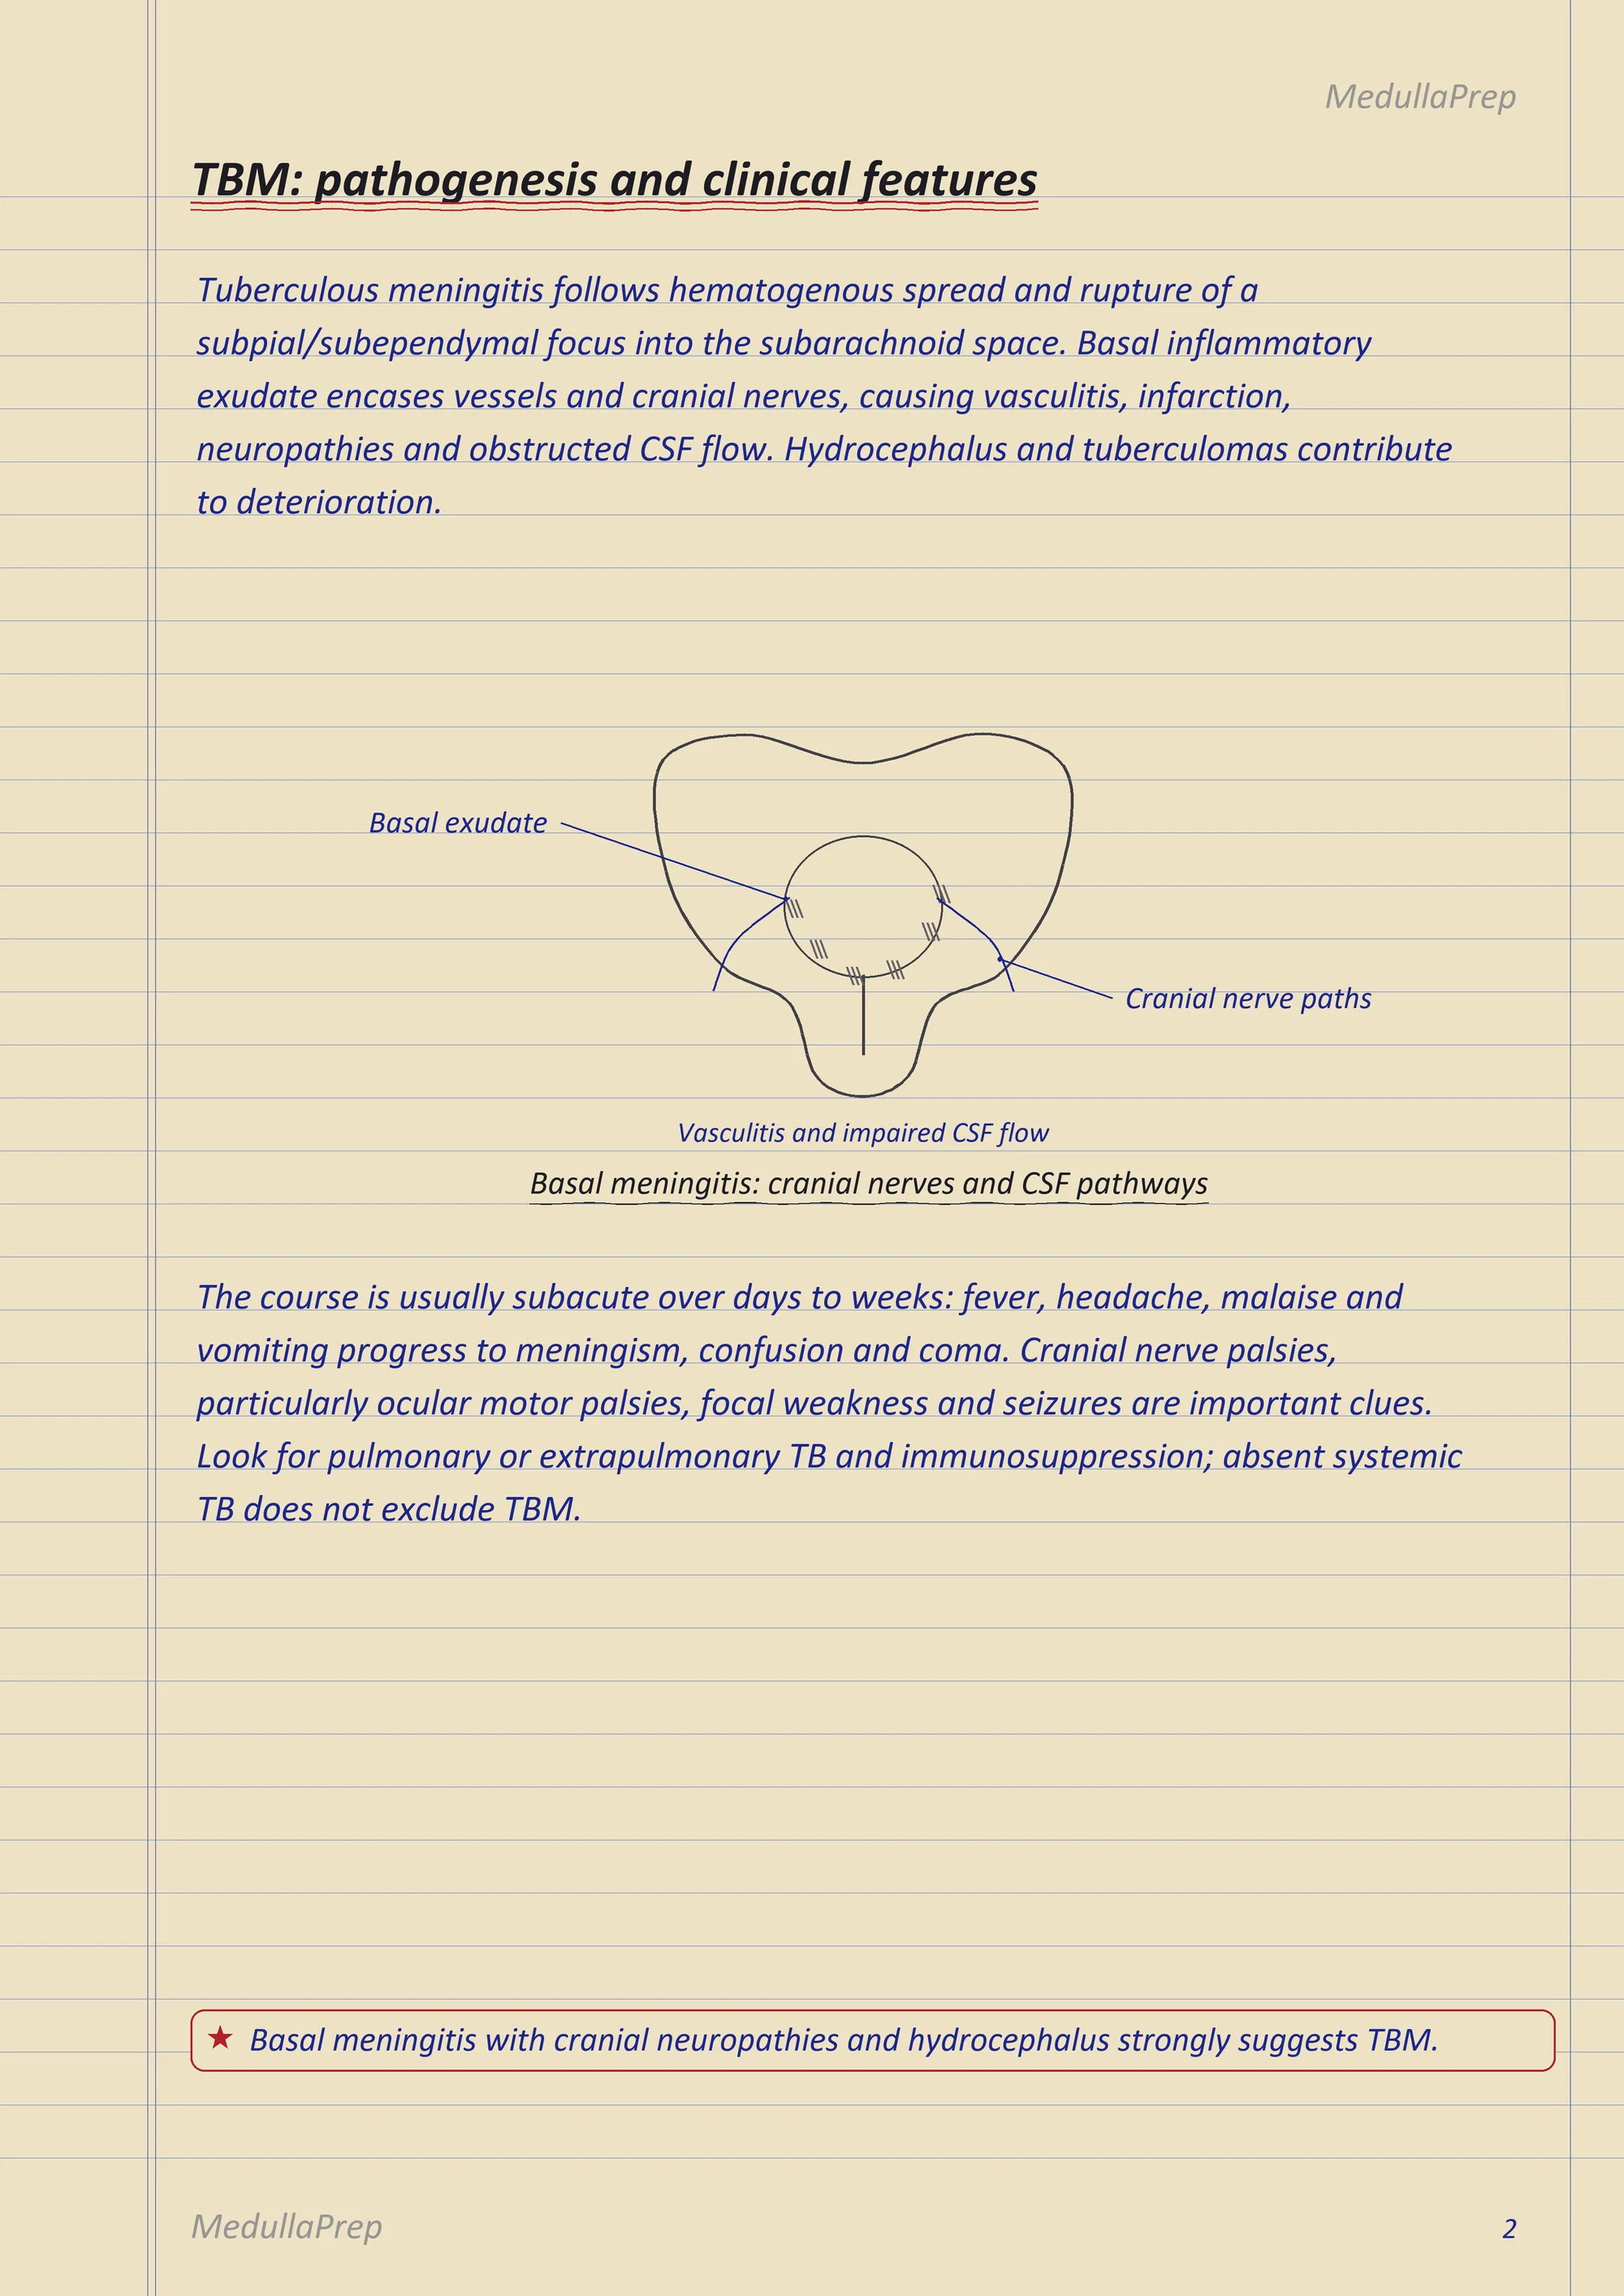 MedullaPrep
TBM: pathogenesis and clinical features
Tuberculous meningitis follows hematogenous spread and rupture of a
subpial/subependymal focus into the subarachnoid space. Basal inflammatory
exudate encases vessels and cranial nerves, causing vasculitis, infarction,
neuropathies and obstructed CSF flow. Hydrocephalus and tuberculomas contribute
to deterioration.
Basal exudate
Cranial nerve paths
Vasculitis and impaired CSF flow
Basal meningitis: cranial nerves and CSF pathways
The course is usually subacute over days to weeks: fever, headache, malaise and
vomiting progress to meningism, confusion and coma. Cranial nerve palsies,
particularly ocular motor palsies, focal weakness and seizures are important clues.
Look for pulmonary or extrapulmonary TB and immunosuppression; absent systemic
TB does not exclude TBM.
★ Basal meningitis with cranial neuropathies and hydrocephalus strongly suggests TBM.
MedullaPrep
2